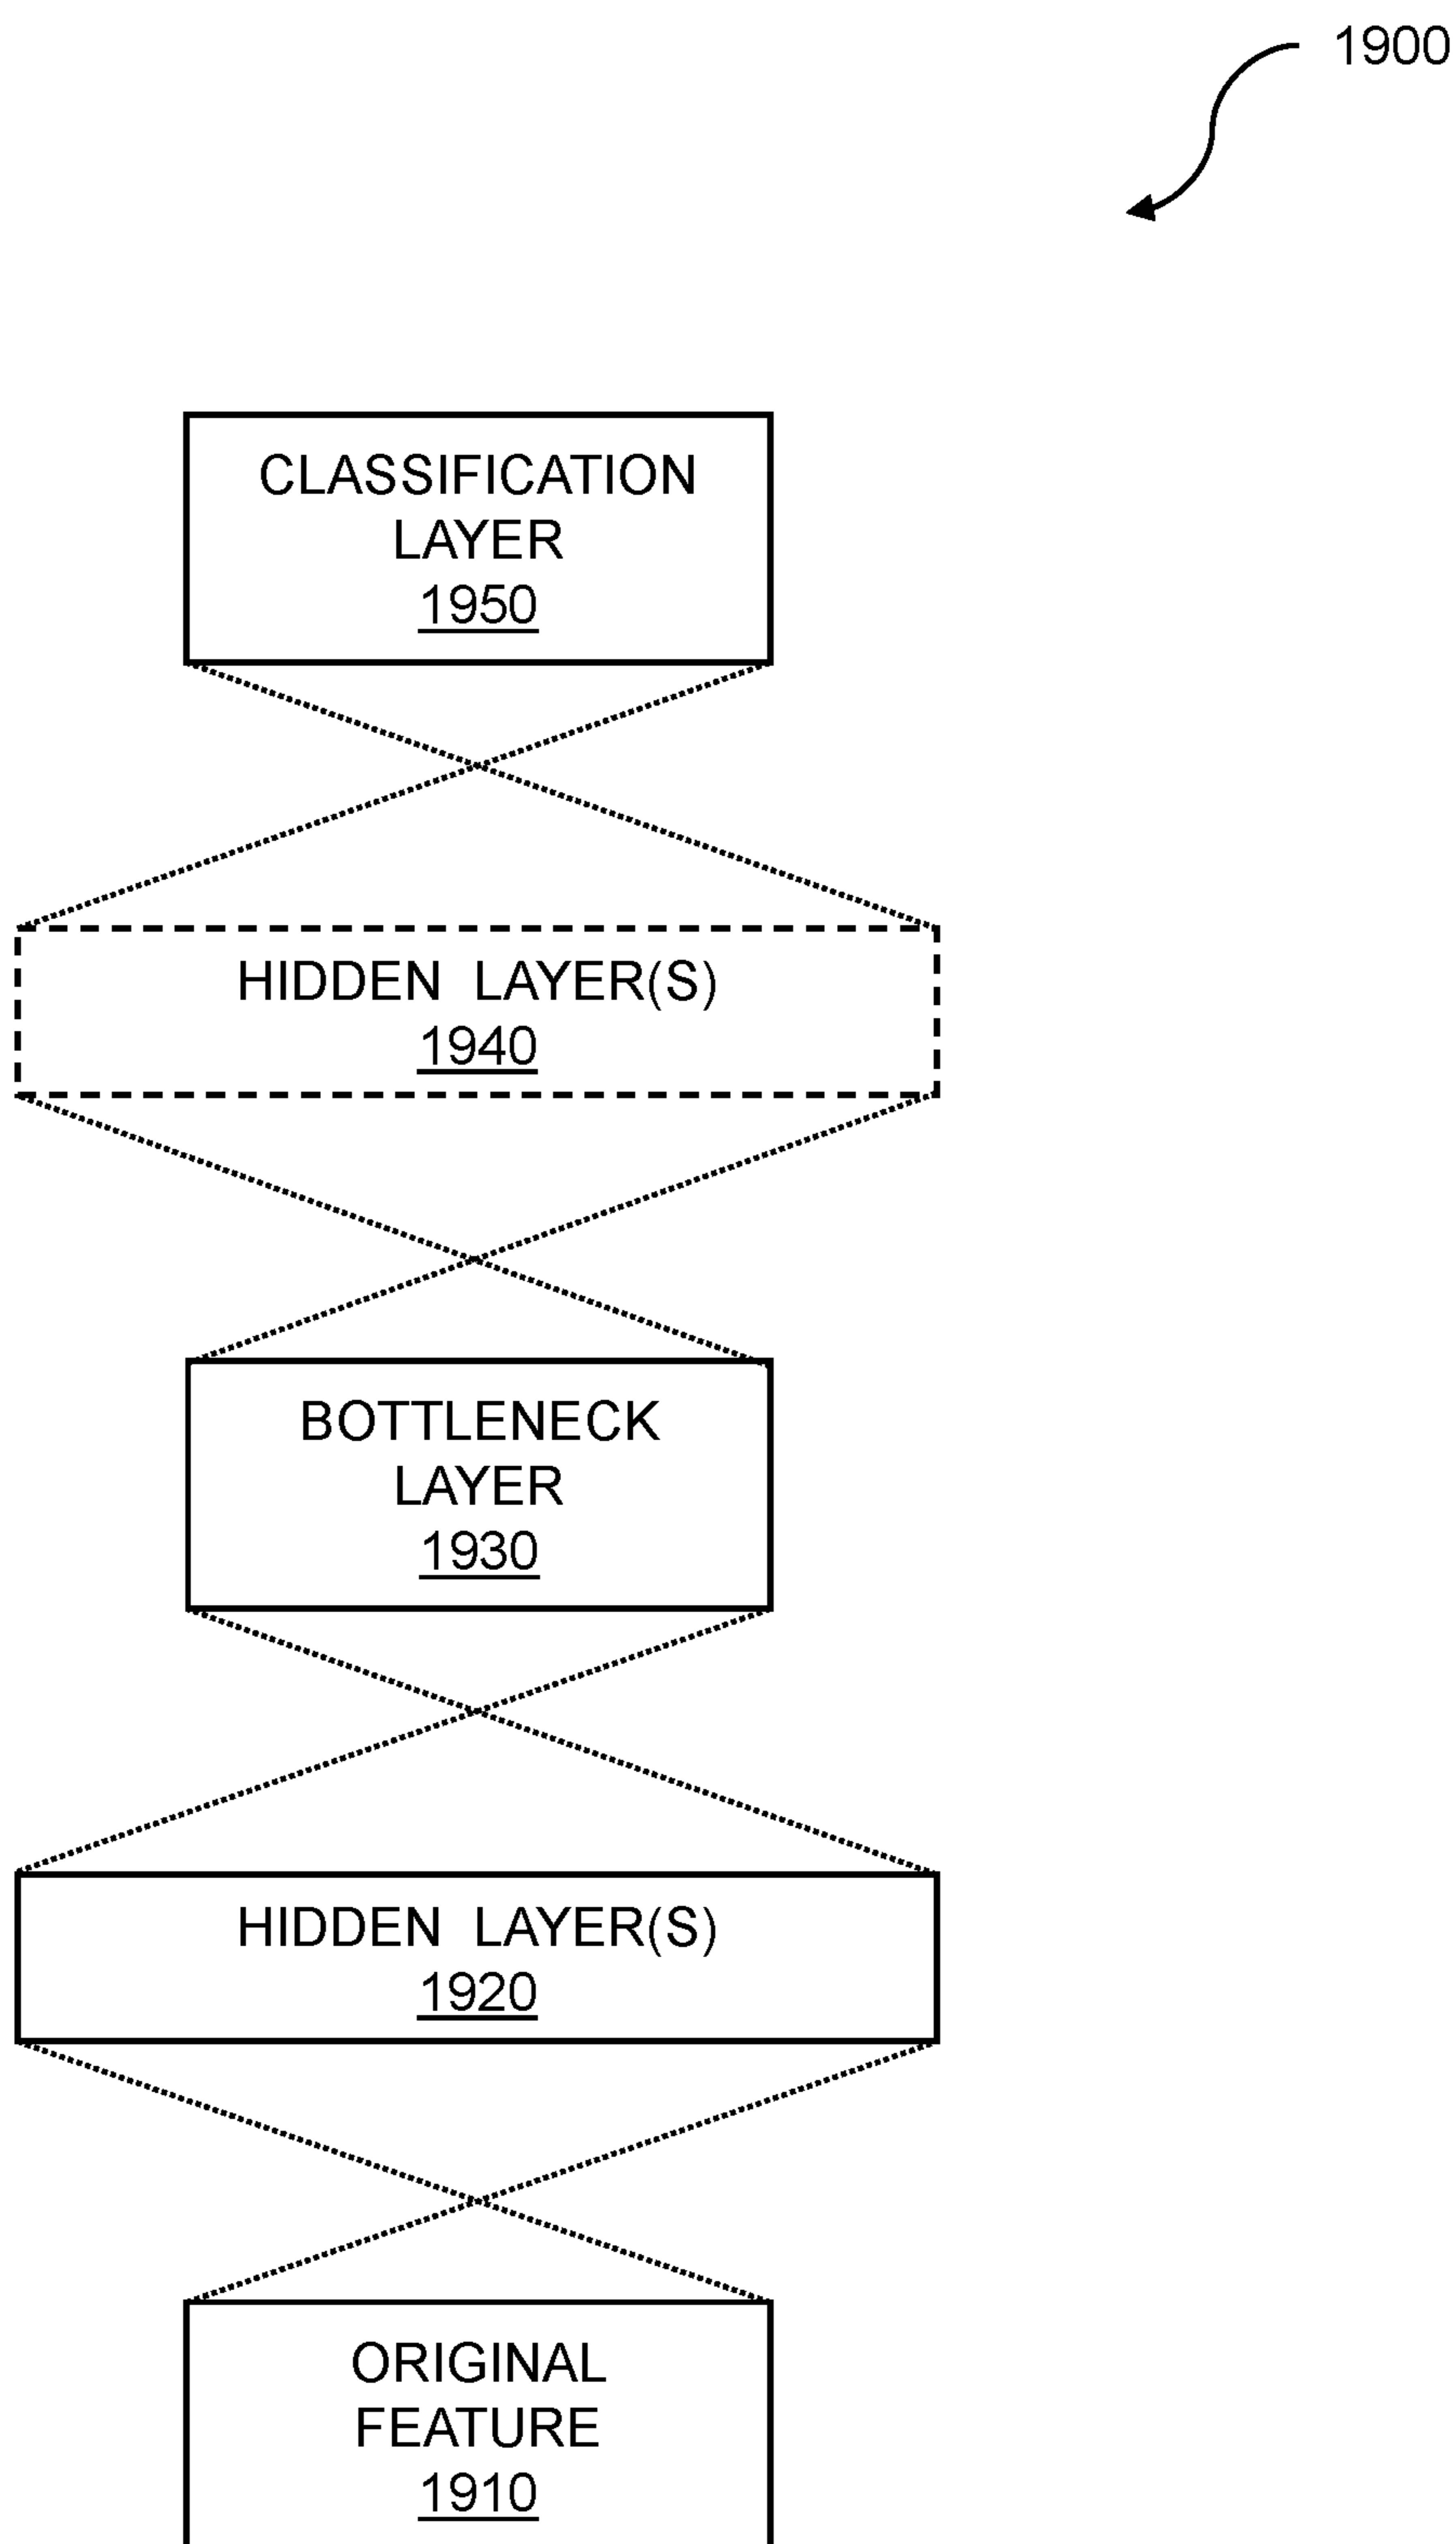 1900
CLASSIFICATION
LAYER
1950
HIDDEN LAYER(S)
1940
BOTTLENECK
LAYER
1930
HIDDEN LAYER(S)
1920
ORIGINAL
FEATURE
1910